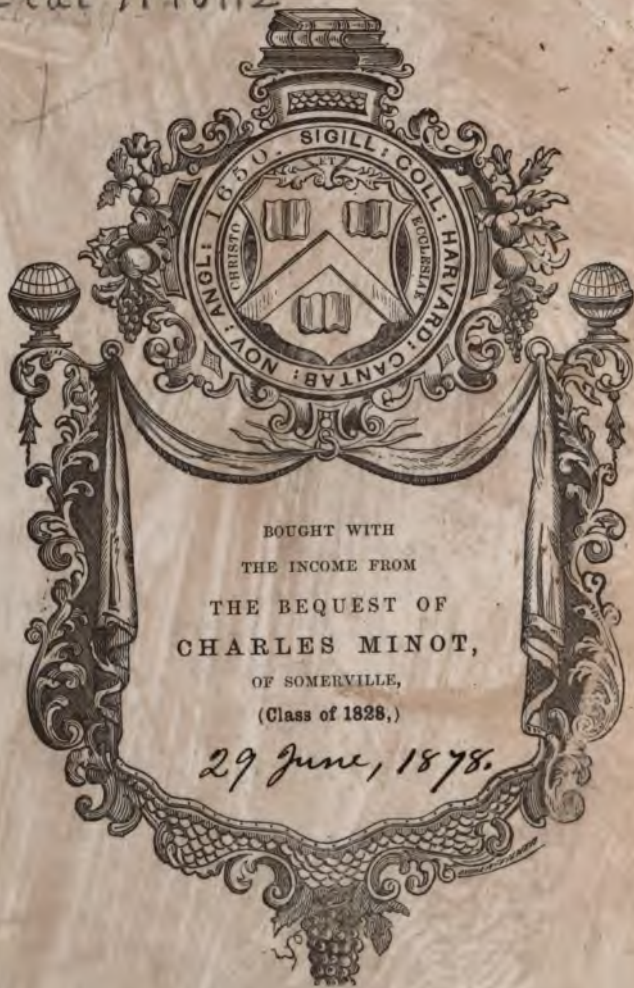 SIGILL: COLL: HARVARD: CANTAB: NOV: ANGL: 1650.
ET
CHRISTO
ECCLESIAE
BOUGHT WITH
THE INCOME FROM
THE BEQUEST OF
CHARLES MINOT,
OF SOMERVILLE,
(Class of 1828,)
29 June, 1878.